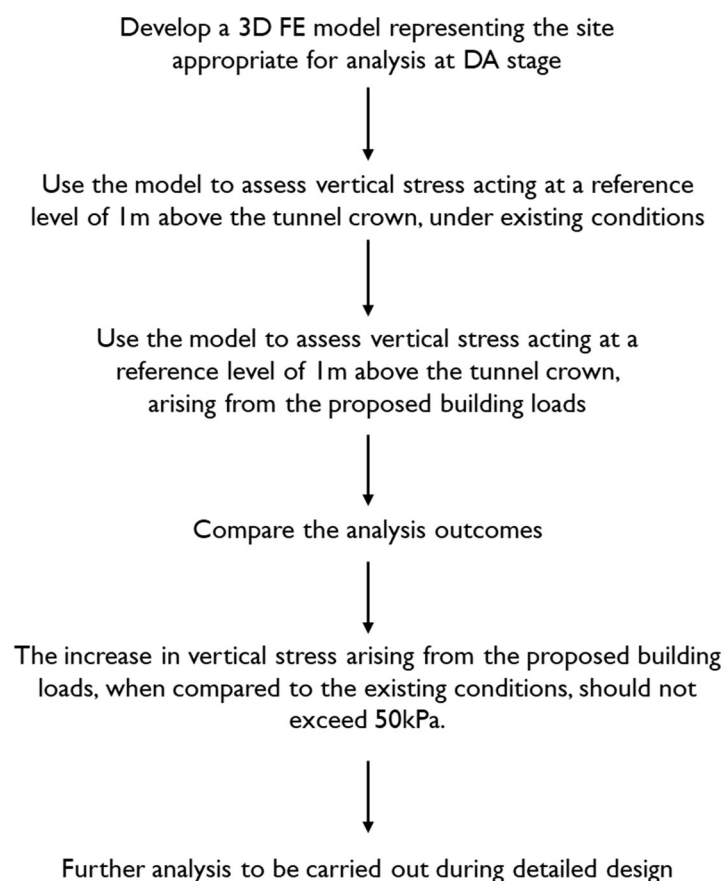 Develop a 3D FE model representing the site
appropriate for analysis at DA stage
Use the model to assess vertical stress acting at a reference
level of 1m above the tunnel crown, under existing conditions
Use the model to assess vertical stress acting at a
reference level of 1m above the tunnel crown,
arising from the proposed building loads
Compare the analysis outcomes
The increase in vertical stress arising from the proposed building
loads, when compared to the existing conditions, should not
exceed 50kPa.
Further analysis to be carried out during detailed design